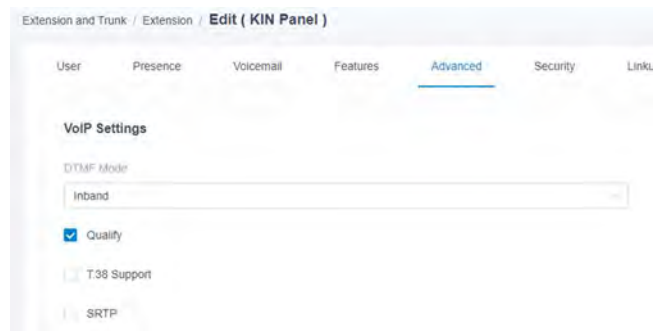 Extension and Trunk / Extension / Edit ( KIN Panel )
User Presence Voicemail Features Advanced Security Linku
VoIP Settings
DTMF Mode
Inband
Qualify
T.38 Support
SRTP